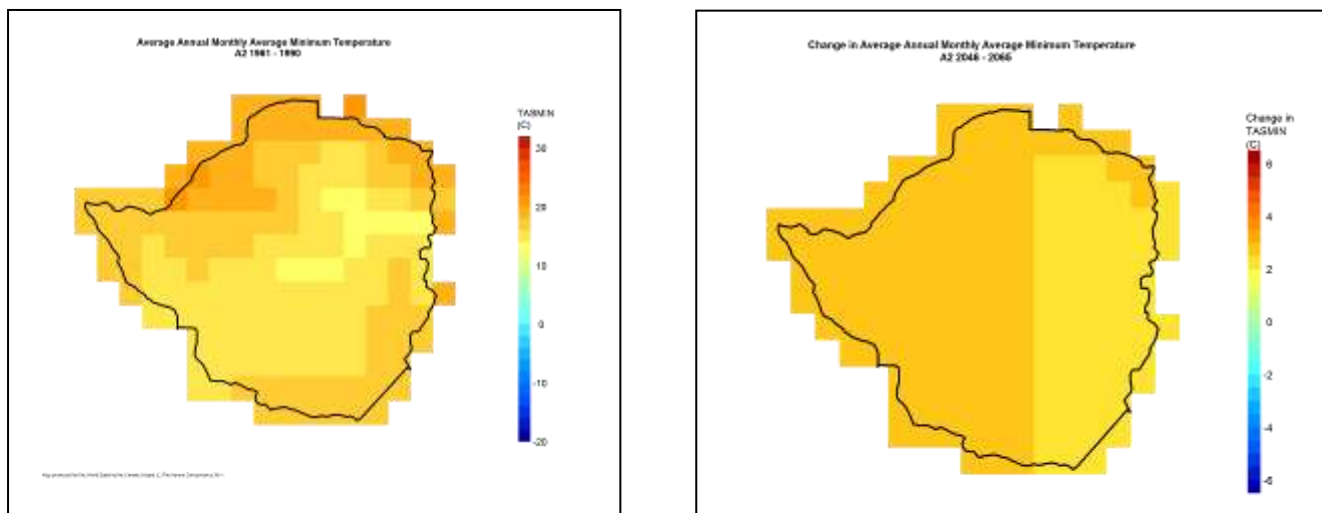 Average Annual Monthly Average Minimum Temperature
A2 1961 - 1990
TASMIN
(C)
30
20
10
0
-10
-20
Change in Average Annual Monthly Average Minimum Temperature
A2 2046 - 2065
Change in
TASMIN
(C)
6
4
2
0
-2
-4
-6